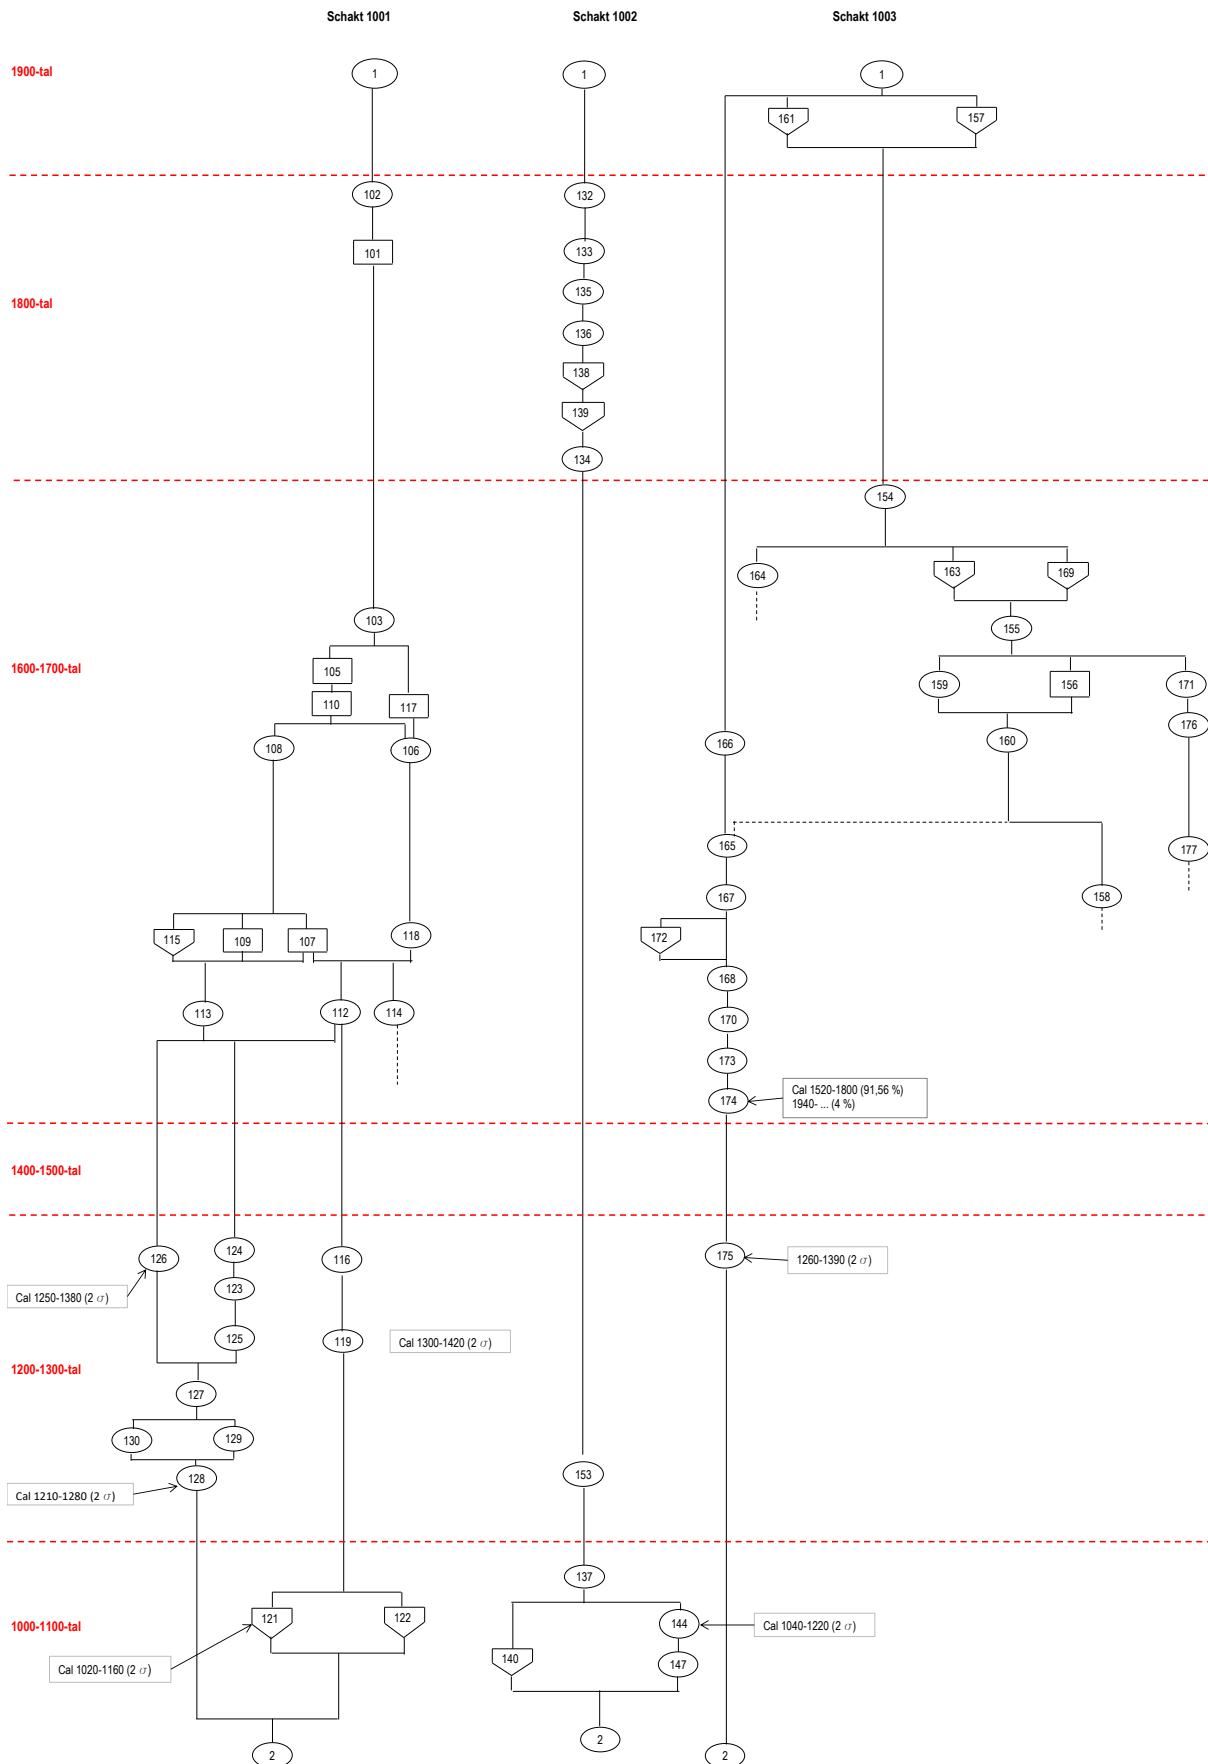 Schakt 1001 Schakt 1002 Schakt 1003
1900-tal
1 1 1
161 157
102 132
101 133
135
1800-tal
136
138
139
134
154
164 163 169
103 155
1600-1700-tal
105 159 156 171
110 117 176
108 106 166 160
165 177
167 158
115 109 107 118 172
168
113 112 114 170
173
174
Cal 1520-1800 (91,56 %)
1940- ... (4 %)
1400-1500-tal
126 124 116 175
1260-1390 (2 σ)
123
Cal 1250-1380 (2 σ)
125 119
Cal 1300-1420 (2 σ)
1200-1300-tal
127
130 129
128 153
Cal 1210-1280 (2 σ)
137
121 122 144
1000-1100-tal
Cal 1040-1220 (2 σ)
140 147
Cal 1020-1160 (2 σ)
2 2 2